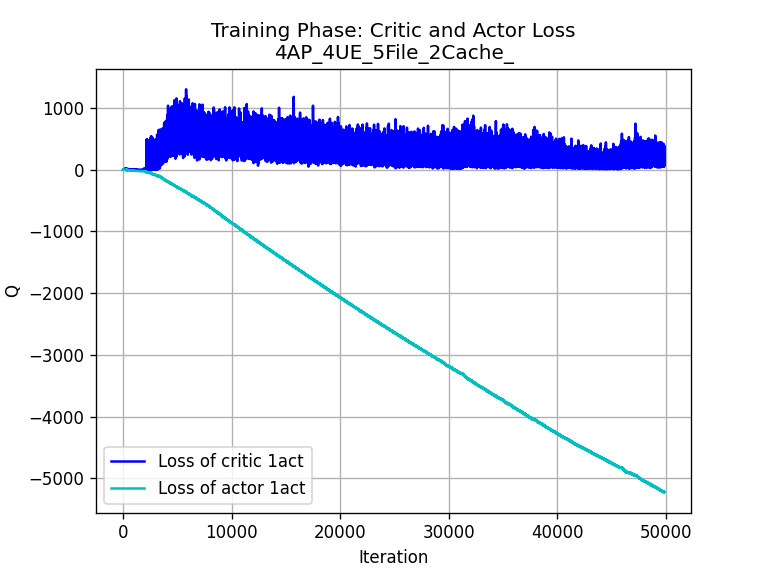 Training Phase: Critic and Actor Loss
4AP_4UE_5File_2Cache_
1000
0
−1000
−2000
−3000
−4000
−5000
Q
Loss of critic 1act
Loss of actor 1act
0 10000 20000 30000 40000 50000
Iteration